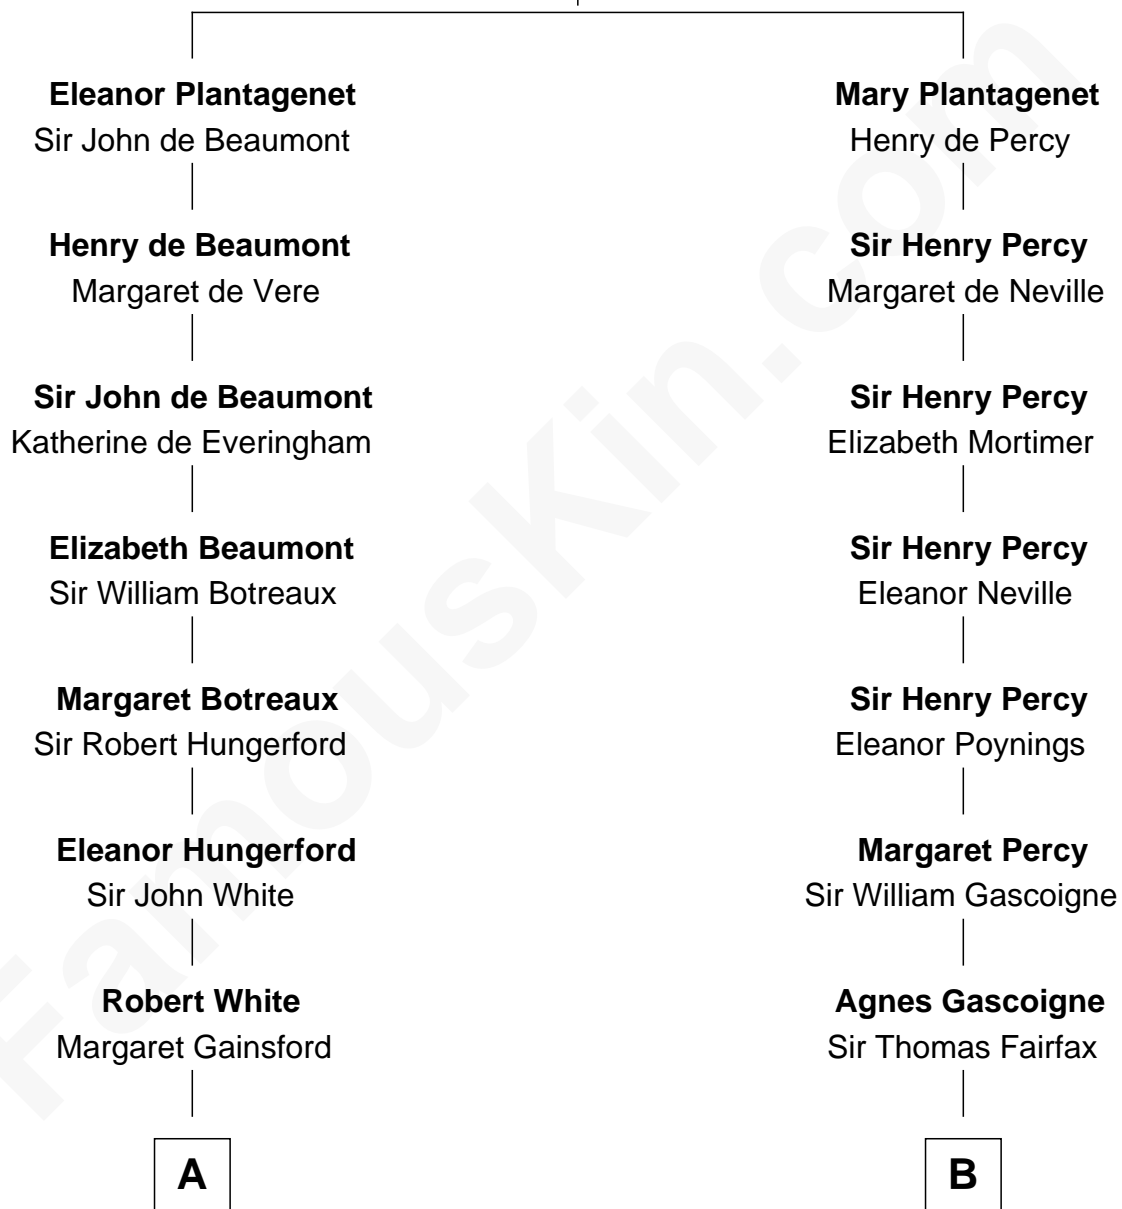 Eleanor Plantagenet
Sir John de Beaumont
Henry de Beaumont
Margaret de Vere
Sir John de Beaumont
Katherine de Everingham
Elizabeth Beaumont
Sir William Botreaux
Margaret Botreaux
Sir Robert Hungerford
Eleanor Hungerford
Sir John White
Robert White
Margaret Gainsford
A
Mary Plantagenet
Henry de Percy
Sir Henry Percy
Margaret de Neville
Sir Henry Percy
Elizabeth Mortimer
Sir Henry Percy
Eleanor Neville
Sir Henry Percy
Eleanor Poynings
Margaret Percy
Sir William Gascoigne
Agnes Gascoigne
Sir Thomas Fairfax
B
FamousKin.com